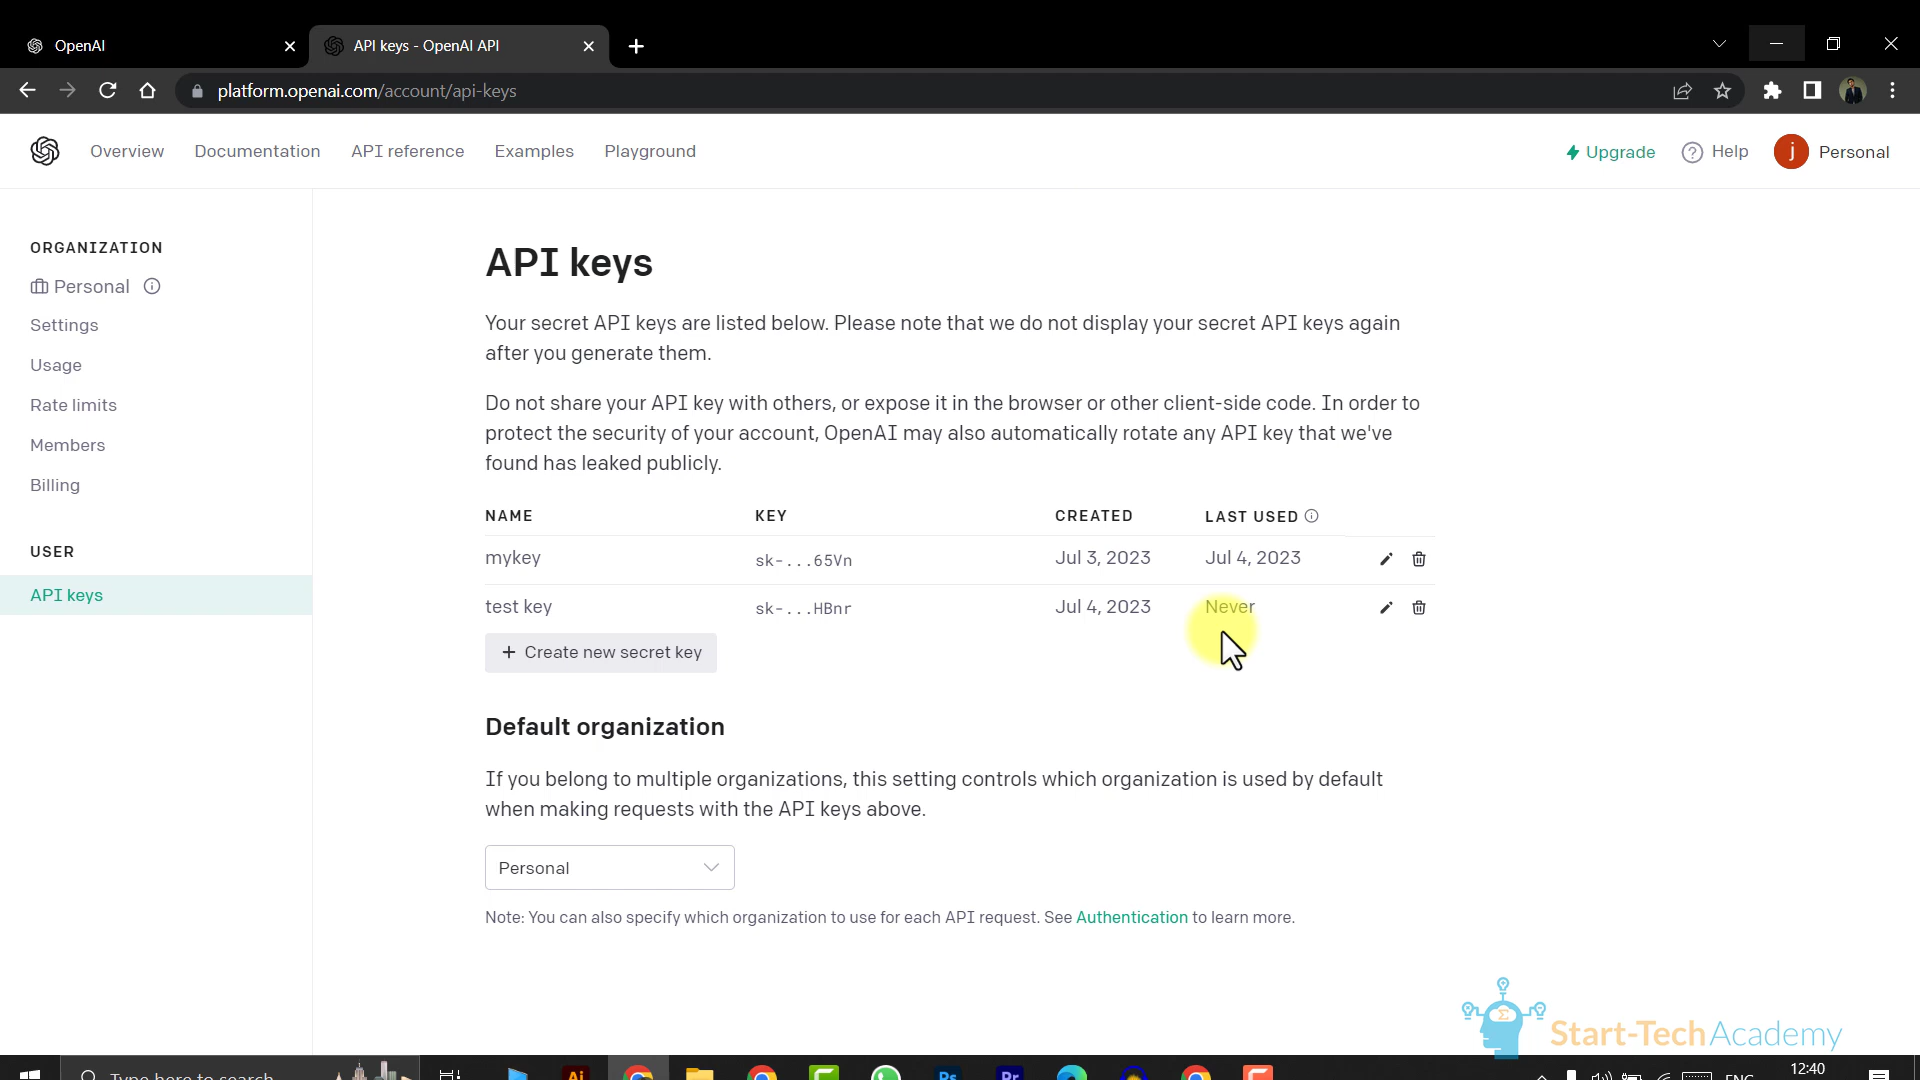 OpenAI
API keys - OpenAI API
platform.openai.com/account/api-keys
Overview Documentation API reference Examples Playground
Upgrade Help j Personal
ORGANIZATION
Personal
Settings
Usage
Rate limits
Members
Billing
USER
API keys
API keys
Your secret API keys are listed below. Please note that we do not display your secret API keys again
after you generate them.
Do not share your API key with others, or expose it in the browser or other client-side code. In order to
protect the security of your account, OpenAI may also automatically rotate any API key that we've
found has leaked publicly.
NAME KEY CREATED LAST USED
mykey sk-...65Vn Jul 3, 2023 Jul 4, 2023
test key sk-...HBnr Jul 4, 2023 Never
+ Create new secret key
Default organization
If you belong to multiple organizations, this setting controls which organization is used by default
when making requests with the API keys above.
Personal
Note: You can also specify which organization to use for each API request. See Authentication to learn more.
Start-Tech Academy
Type here to search
Ai
Ps
Pr
ENG
12:40